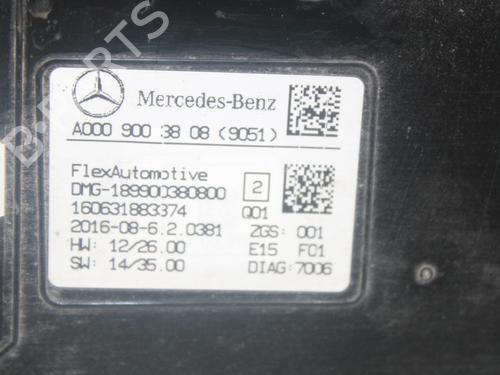 B-PARTS
Mercedes-Benz
A000 900 38 08 (9051)
FlexAutomotive
DMG-189900380800 2
160631883374 Q01
2016-08-6.2.0381 ZGS: 001
HW: 12/26.00 E15 F01
SW: 14/35.00 DIAG:7006